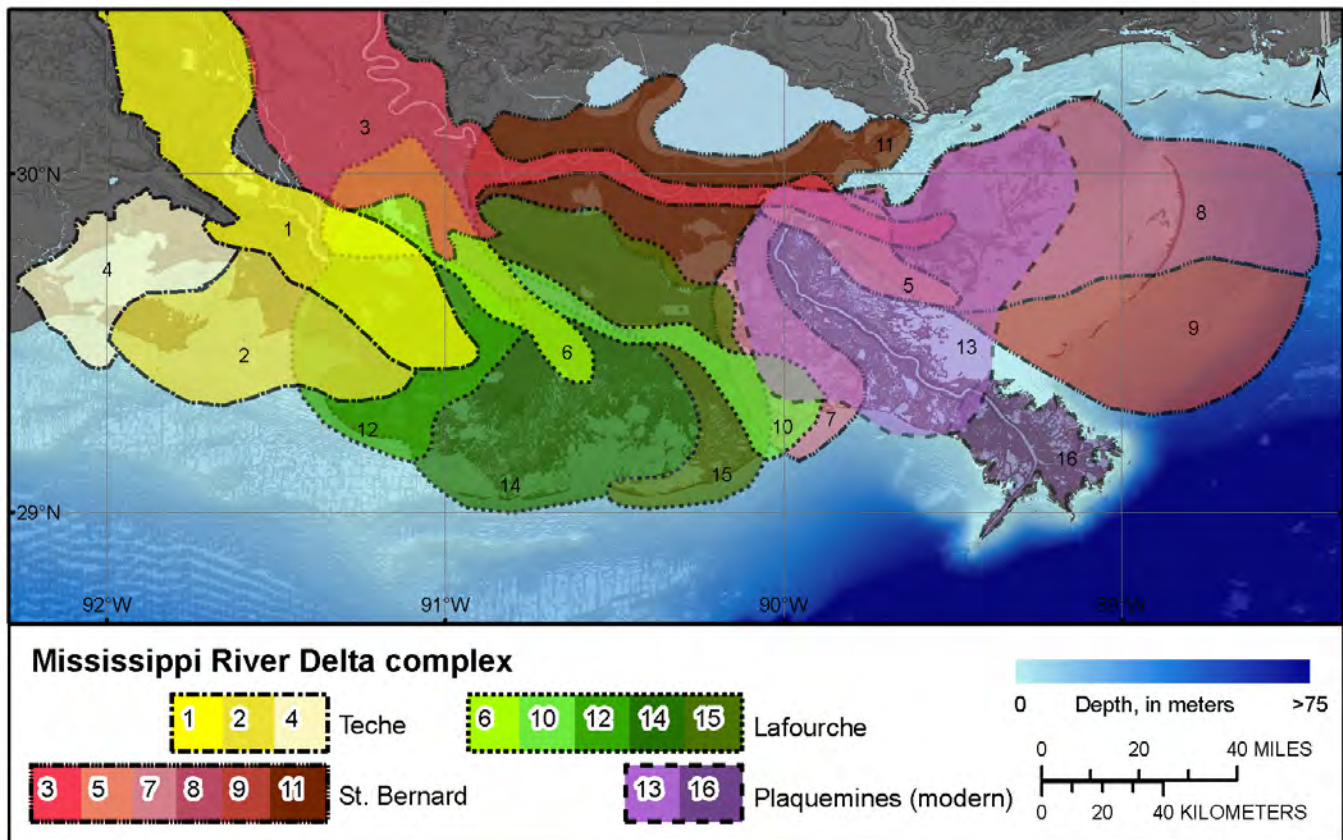 N
3
11
30°N
1
8
4
5
9
2
6
13
12
10
7
16
14
15
29°N
92°W 91°W 90°W 89°W
Mississippi River Delta complex
1 2 4 Teche
6 10 12 14 15 Lafourche
3 5 7 8 9 11 St. Bernard
13 16 Plaquemines (modern)
0 Depth, in meters >75
0 20 40 MILES
0 20 40 KILOMETERS